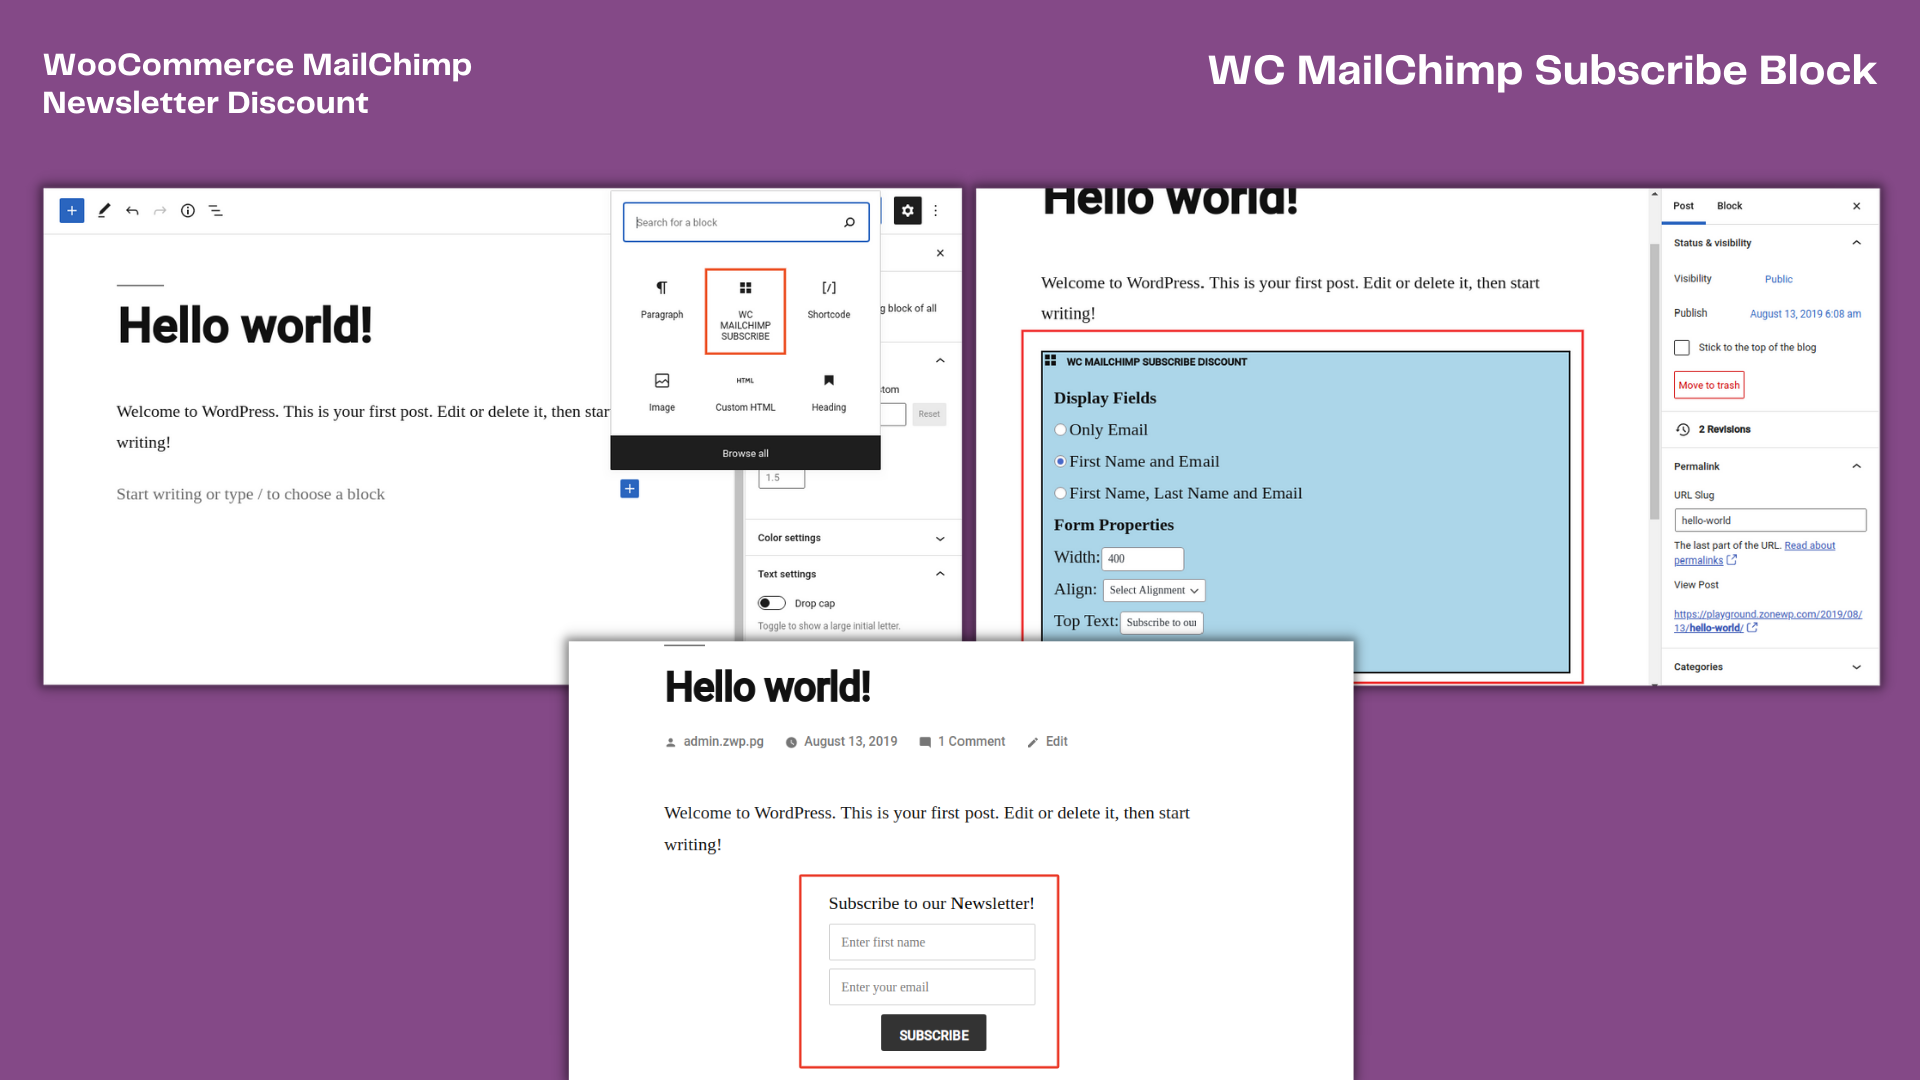 WooCommerce MailChimp
Newsletter Discount
WC MailChimp Subscribe Block
Search for a block
Paragraph
WC
MAILCHIMP
SUBSCRIBE
Shortcode
Image
HTML
Custom HTML
Heading
Browse all
Hello world!
Welcome to WordPress. This is your first post. Edit or delete it, then star
writing!
Start writing or type / to choose a block
g block of all
tom
Reset
1.5
Color settings
Text settings
Drop cap
Toggle to show a large initial letter.
Hello world!
Welcome to WordPress. This is your first post. Edit or delete it, then start
writing!
WC MAILCHIMP SUBSCRIBE DISCOUNT
Display Fields
Only Email
First Name and Email
First Name, Last Name and Email
Form Properties
Width: 400
Align: Select Alignment
Top Text: Subscribe to our
Post Block
Status & visibility
Visibility Public
Publish August 13, 2019 6:08 am
Stick to the top of the blog
Move to trash
2 Revisions
Permalink
URL Slug
hello-world
The last part of the URL. Read about
permalinks
View Post
https://playground.zonewp.com/2019/08/
13/hello-world/
Categories
Hello world!
admin.zwp.pg August 13, 2019 1 Comment Edit
Welcome to WordPress. This is your first post. Edit or delete it, then start
writing!
Subscribe to our Newsletter!
Enter first name
Enter your email
SUBSCRIBE